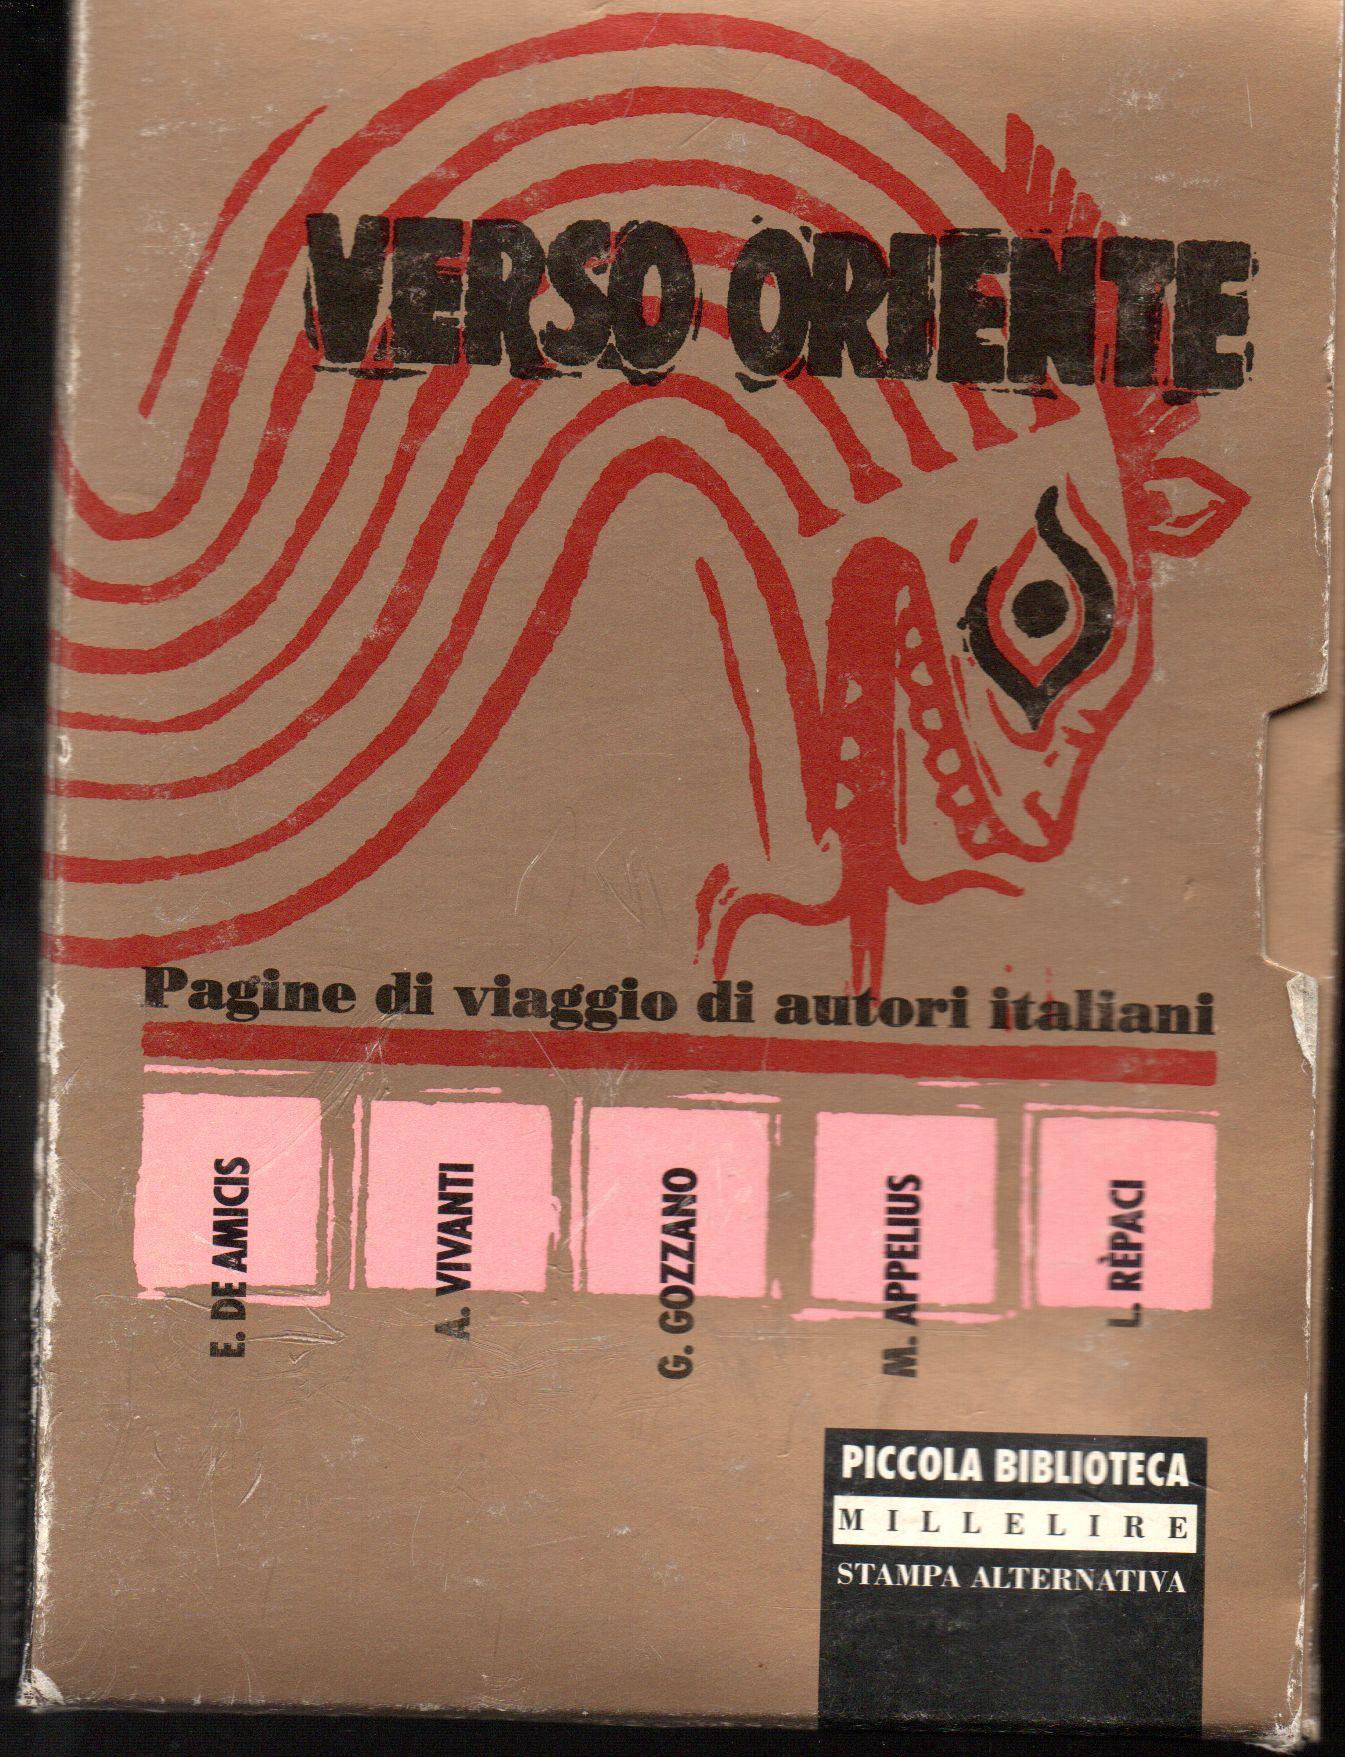 VERSO ORIENTE
Pagine di viaggio di autori italiani
E. DE AMICIS
A. VIVANTI
G. GOZZANO
M. APPELIUS
L. RÈPACI
PICCOLA BIBLIOTECA
MILLELIRE
STAMPA ALTERNATIVA